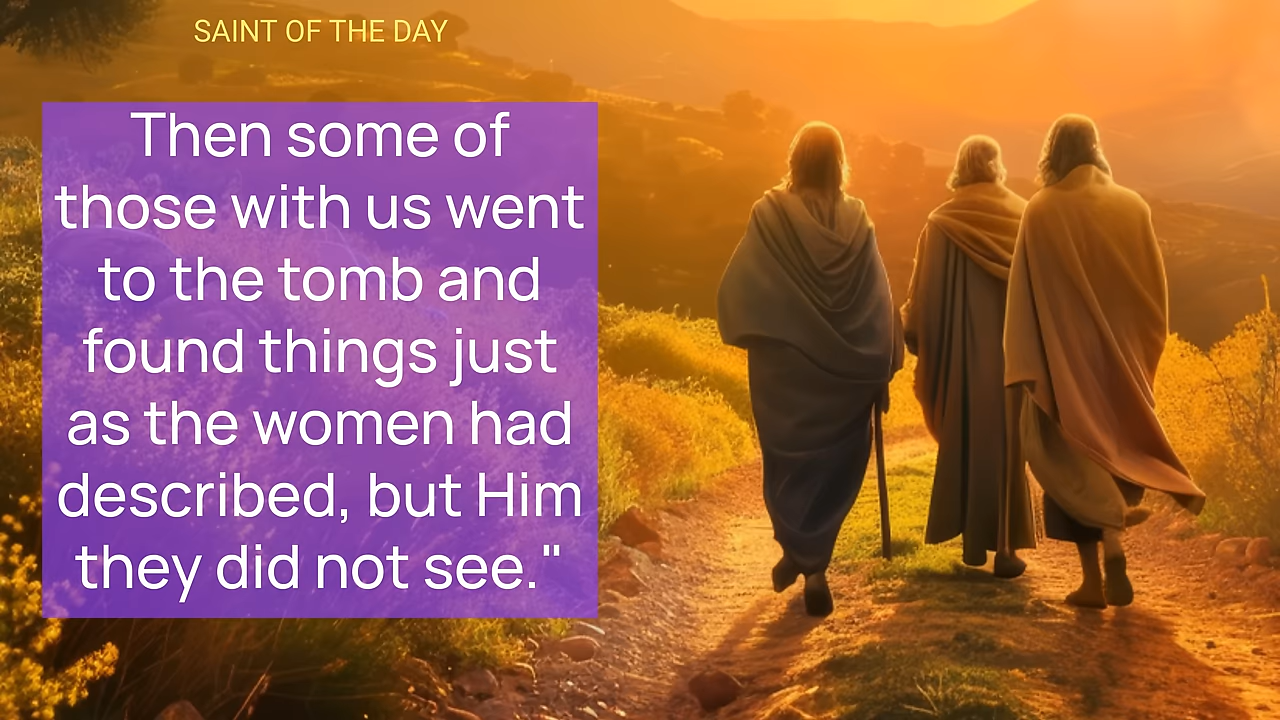 SAINT OF THE DAY
Then some of
those with us went
to the tomb and
found things just
as the women had
described, but Him
they did not see."